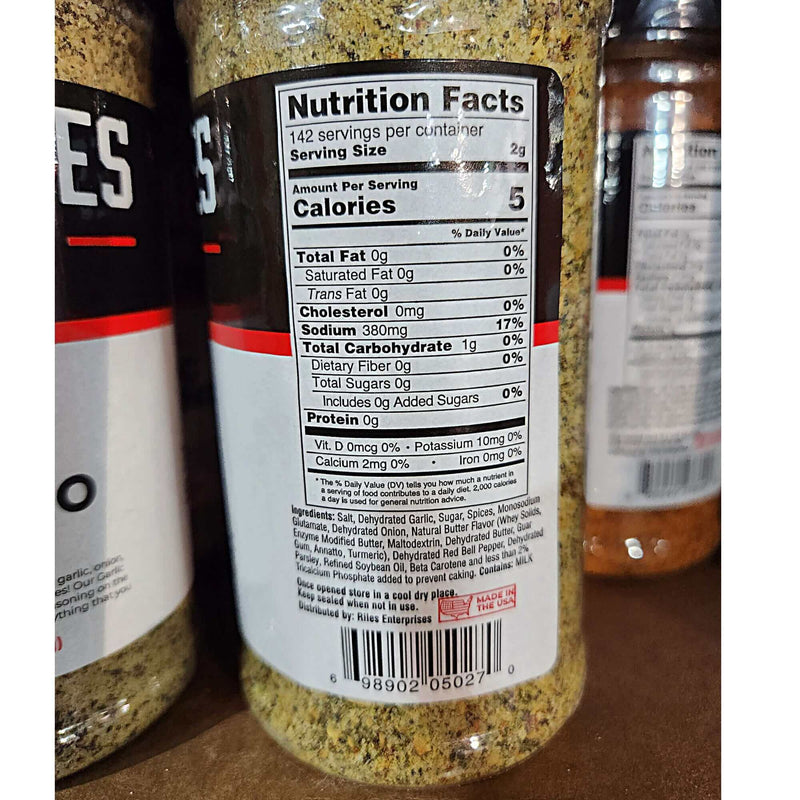 ES
S
Nutrition Facts
142 servings per container
Serving Size 2g
Amount Per Serving
Calories 5
% Daily Value*
Total Fat 0g 0%
Saturated Fat 0g 0%
Trans Fat 0g
Cholesterol 0mg 0%
Sodium 380mg 17%
Total Carbohydrate 1g 0%
Dietary Fiber 0g 0%
Total Sugars 0g
Includes 0g Added Sugars 0%
Protein 0g
Vit. D 0mcg 0% • Potassium 10mg 0%
Calcium 2mg 0% • Iron 0mg 0%
* The % Daily Value (DV) tells you how much a nutrient in
a serving of food contributes to a daily diet. 2,000 calories
a day is used for general nutrition advice.
Ingredients: Salt, Dehydrated Garlic, Sugar, Spices, Monosodium
Glutamate, Dehydrated Onion, Natural Butter Flavor (Whey Solids,
Enzyme Modified Butter, Maltodextrin, Dehydrated Butter, Guar
Gum, Annatto, Turmeric), Dehydrated Red Bell Pepper, Dehydrated
Parsley, Refined Soybean Oil, Beta Carotene and less than 2%
Tricalcium Phosphate added to prevent caking. Contains: MILK
Once opened store in a cool dry place.
Keep sealed when not in use.
Distributed by: Riles Enterprises
MADE IN
THE USA
6 98902 05027 0
O
garlic, onion,
es! Our Garlic
soning on the
ything that you
Calories